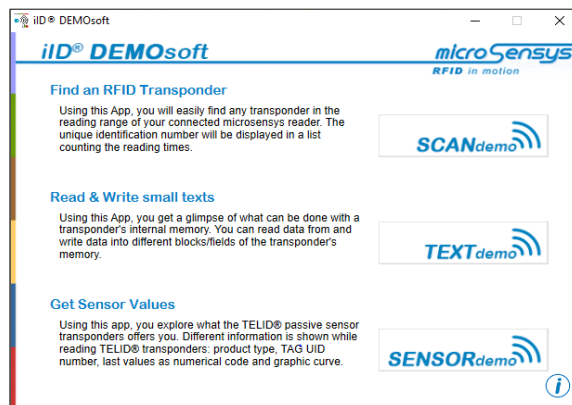 iID® DEMOsoft
iID® DEMOsoft
microSensys
RFID in motion
Find an RFID Transponder
Using this App, you will easily find any transponder in the
reading range of your connected microsensys reader. The
unique identification number will be displayed in a list
counting the reading times.
SCANdemo
Read & Write small texts
Using this App, you get a glimpse of what can be done with a
transponder's internal memory. You can read data from and
write data into different blocks/fields of the transponder's
memory.
TEXTdemo
Get Sensor Values
Using this app, you explore what the TELID® passive sensor
transponders offers you. Different information is shown while
reading TELID® transponders: product type, TAG UID
number, last values as numerical code and graphic curve.
SENSORdemo
i